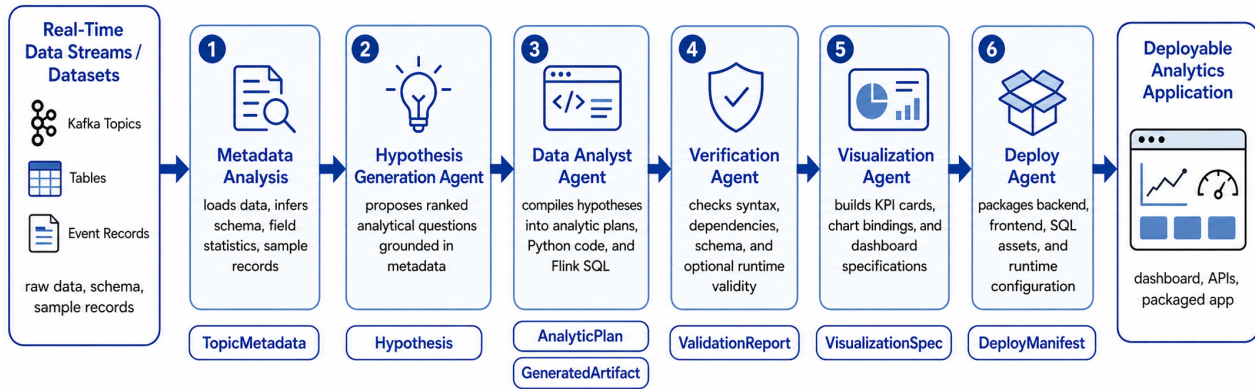 Real-Time
Data Streams /
Datasets
Kafka Topics
Tables
Event Records
raw data, schema,
sample records
1
Metadata
Analysis
loads data, infers
schema, field
statistics, sample
records
TopicMetadata
2
Hypothesis
Generation Agent
proposes ranked
analytical questions
grounded in
metadata
Hypothesis
3
</>
Data Analyst
Agent
compiles hypotheses
into analytic plans,
Python code, and
Flink SQL
AnalyticPlan
GeneratedArtifact
4
Verification
Agent
checks syntax,
dependencies,
schema, and
optional runtime
validity
ValidationReport
5
Visualization
Agent
builds KPI cards,
chart bindings, and
dashboard
specifications
VisualizationSpec
6
Deploy
Agent
packages backend,
frontend, SQL
assets, and
runtime
configuration
DeployManifest
Deployable
Analytics
Application
dashboard, APIs,
packaged app